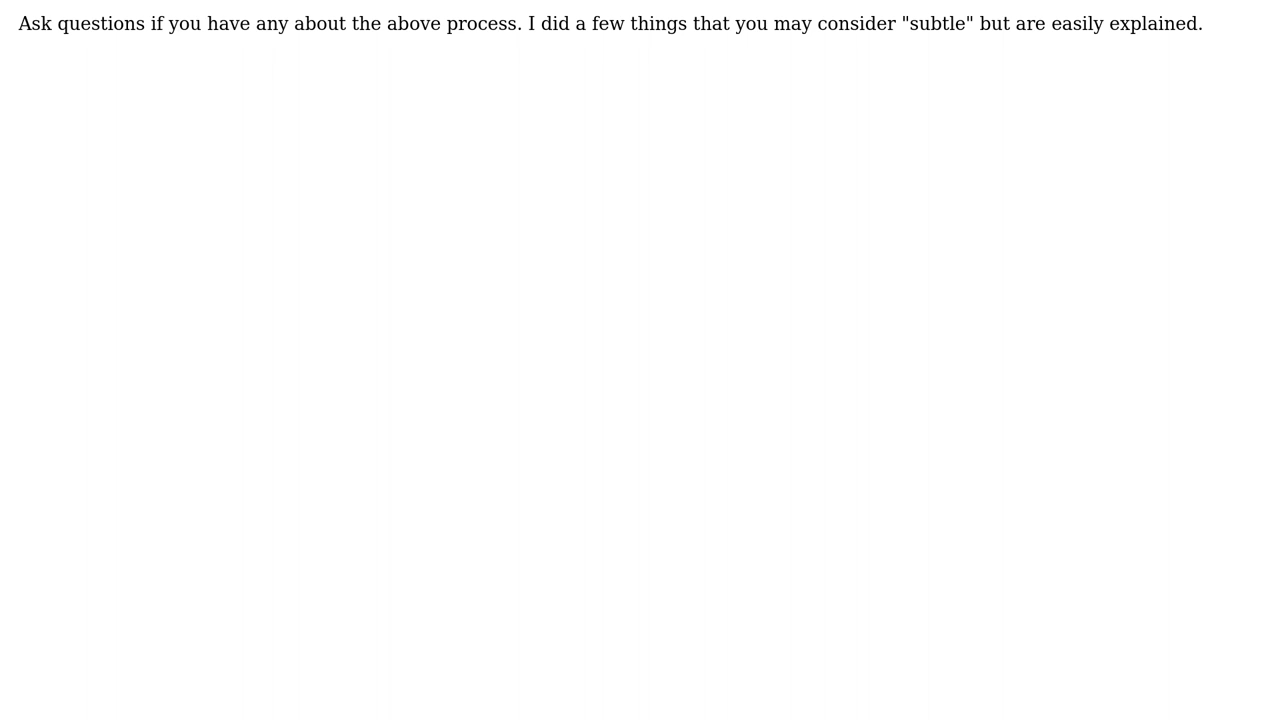 Ask questions if you have any about the above process. I did a few things that you may consider "subtle" but are easily explained.